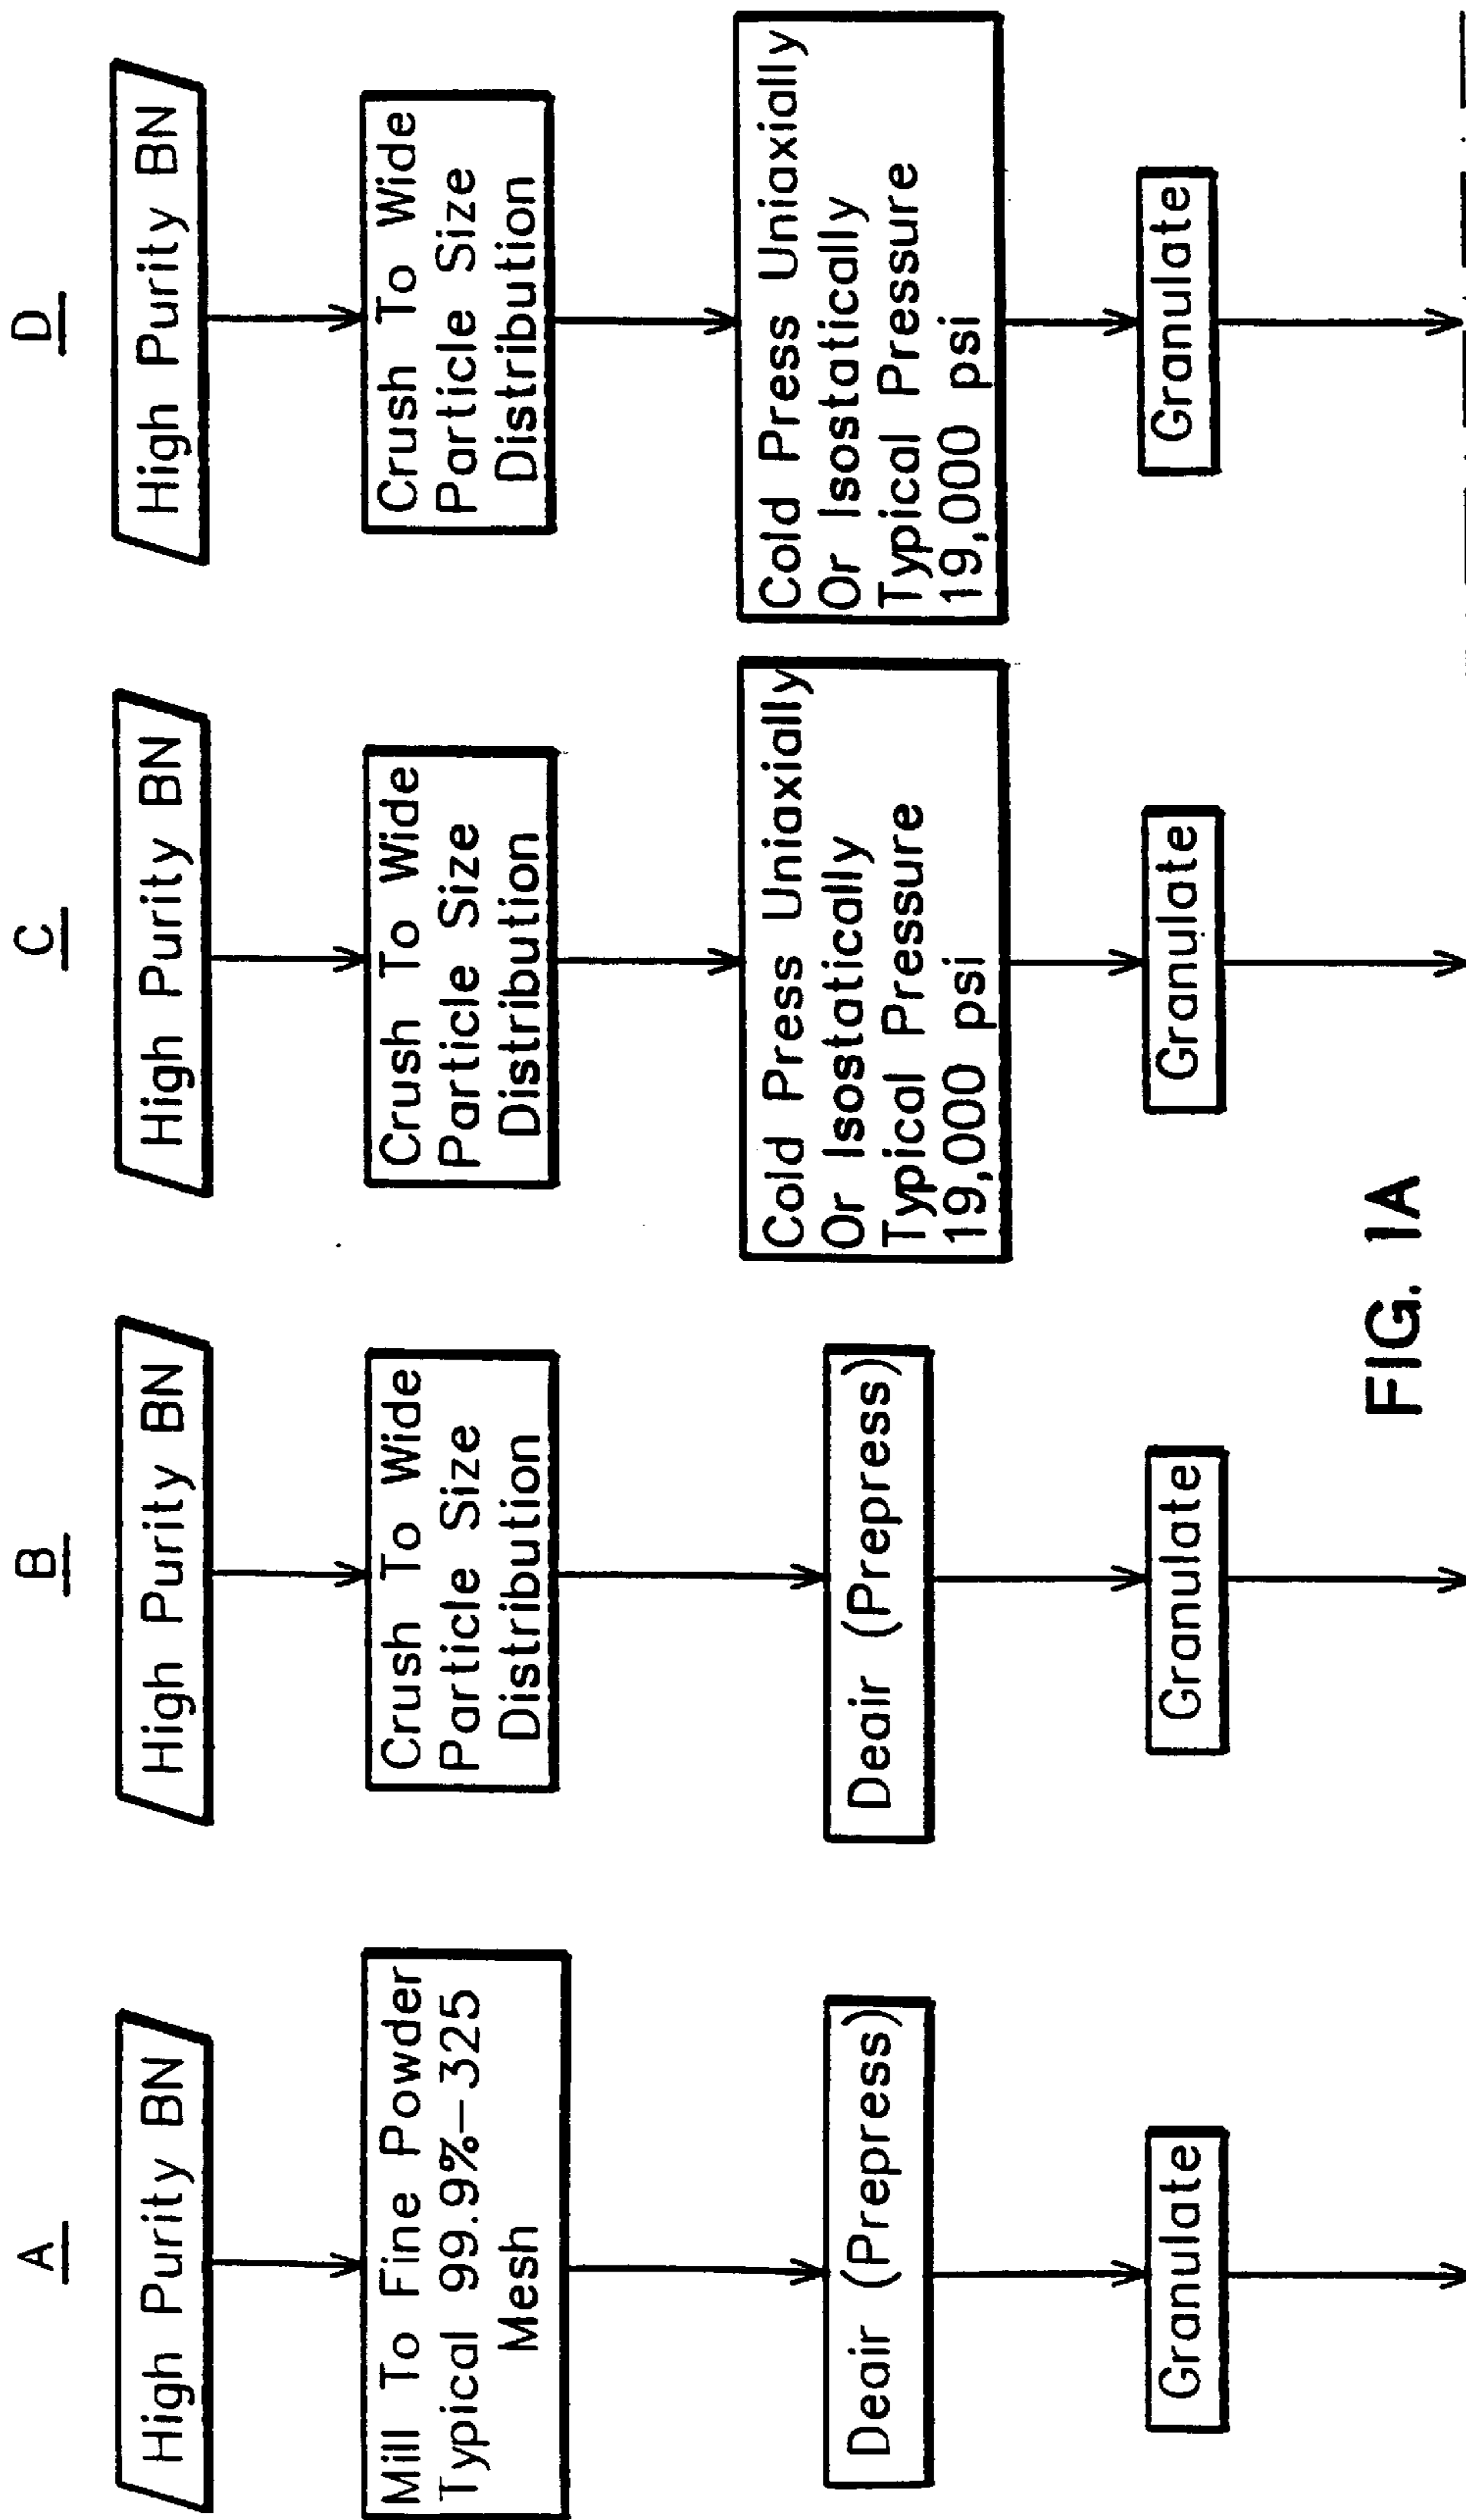 A
High Purity BN
Mill To Fine Powder
Typical 99.9%-325
Mesh
Deair (Prepress)
Granulate
B
High Purity BN
Crush To Wide
Particle Size
Distribution
Deair (Prepress)
Granulate
C
High Purity BN
Crush To Wide
Particle Size
Distribution
Cold Press Uniaxially
Or Isostatically
Typical Pressure
19,000 psi
Granulate
D
High Purity BN
Crush To Wide
Particle Size
Distribution
Cold Press Uniaxially
Or Isostatically
Typical Pressure
19,000 psi
Granulate
FIG. 1A